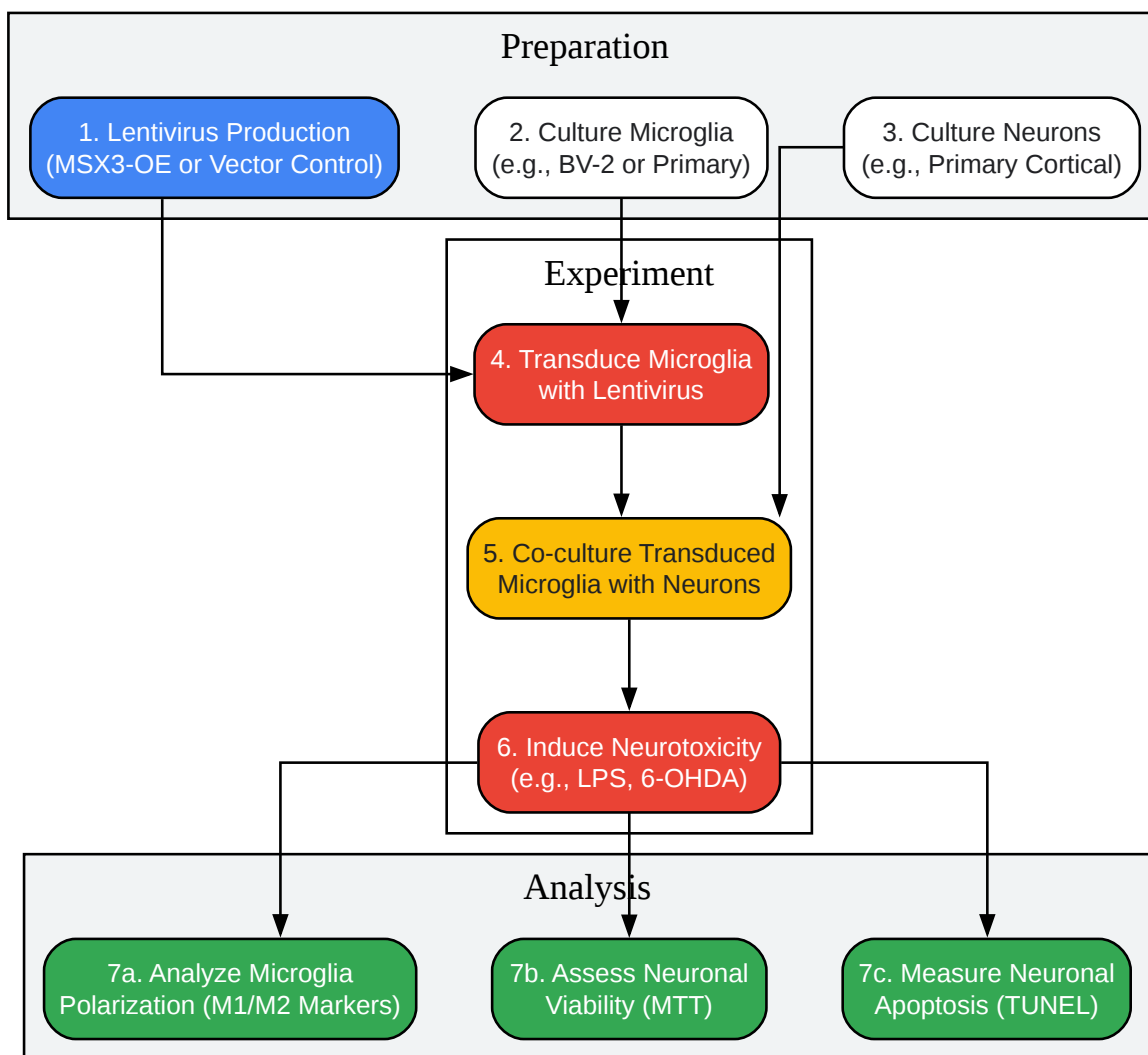 Preparation
1. Lentivirus Production
(MSX3-OE or Vector Control)
2. Culture Microglia
(e.g., BV-2 or Primary)
3. Culture Neurons
(e.g., Primary Cortical)
Experiment
4. Transduce Microglia
with Lentivirus
5. Co-culture Transduced
Microglia with Neurons
6. Induce Neurotoxicity
(e.g., LPS, 6-OHDA)
Analysis
7a. Analyze Microglia
Polarization (M1/M2 Markers)
7b. Assess Neuronal
Viability (MTT)
7c. Measure Neuronal
Apoptosis (TUNEL)